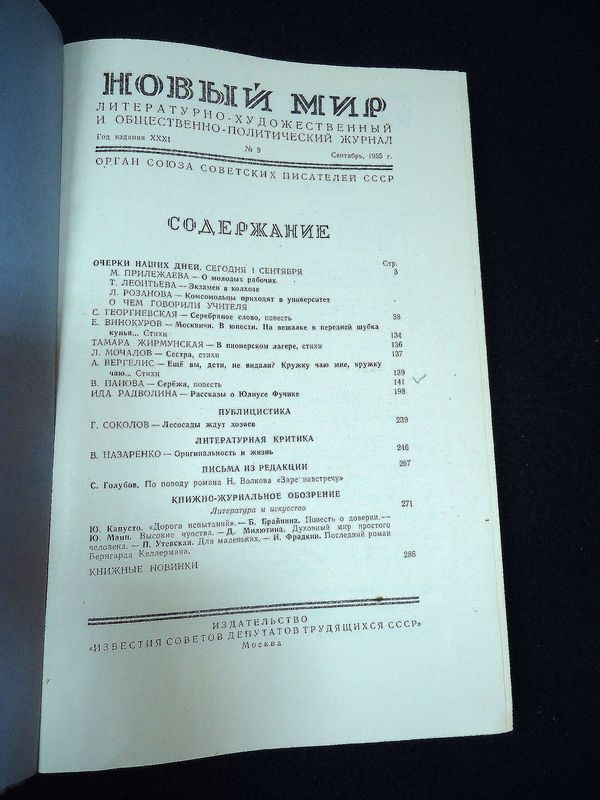 НОВЫЙ МИР
ЛИТЕРАТУРНО-ХУДОЖЕСТВЕННЫЙ
И ОБЩЕСТВЕННО-ПОЛИТИЧЕСКИЙ ЖУРНАЛ
Год издания XXXI № 9 Сентябрь, 1955 г.
ОРГАН СОЮЗА СОВЕТСКИХ ПИСАТЕЛЕЙ СССР
СОДЕРЖАНИЕ
Стр.
ОЧЕРКИ НАШИХ ДНЕЙ. СЕГОДНЯ 1 СЕНТЯБРЯ 3
М. ПРИЛЕЖАЕВА — О молодых рабочих
Т. ЛЕОНТЬЕВА — Экзамен в колхозе
Л. РОЗАНОВА — Комсомольцы приходят в университет
О ЧЕМ ГОВОРИЛИ УЧИТЕЛЯ
С. ГЕОРГИЕВСКАЯ — Серебряное слово, повесть 38
Е. ВИНОКУРОВ — Москвичи. В юности. На вешалке в передней шубка
кунья... Стихи 134
ТАМАРА ЖИРМУНСКАЯ — В пионерском лагере, стихи 136
Л. МОЧАЛОВ — Сестра, стихи 137
А. ВЕРГЕЛИС — Ещё вы, дети, не видали? Кружку чаю мне, кружку
чаю... Стихи 139
В. ПАНОВА — Серёжа, повесть 141
ИДА РАДВОЛИНА — Рассказы о Юлиусе Фучике 198
ПУБЛИЦИСТИКА
Г. СОКОЛОВ — Лесосады ждут хозяев 239
ЛИТЕРАТУРНАЯ КРИТИКА
В. НАЗАРЕНКО — Оригинальность и жизнь 246
ПИСЬМА ИЗ РЕДАКЦИИ 267
С. Голубов, По поводу романа Н. Волкова «Заре навстречу»
КНИЖНО-ЖУРНАЛЬНОЕ ОБОЗРЕНИЕ
Литература и искусство 271
Ю. Капусто. «Дорога испытаний». — Б. Брайнина. Повесть о доверии. —
Ю. Манн. Высокие чувства. — Д. Милютина. Духовный мир простого
человека. — П. Утевская. Для маленьких. — И. Фрадкин. Последний роман
Бернгарда Келлермана.
КНИЖНЫЕ НОВИНКИ 286
ИЗДАТЕЛЬСТВО
«ИЗВЕСТИЯ СОВЕТОВ ДЕПУТАТОВ ТРУДЯЩИХСЯ СССР»
Москва